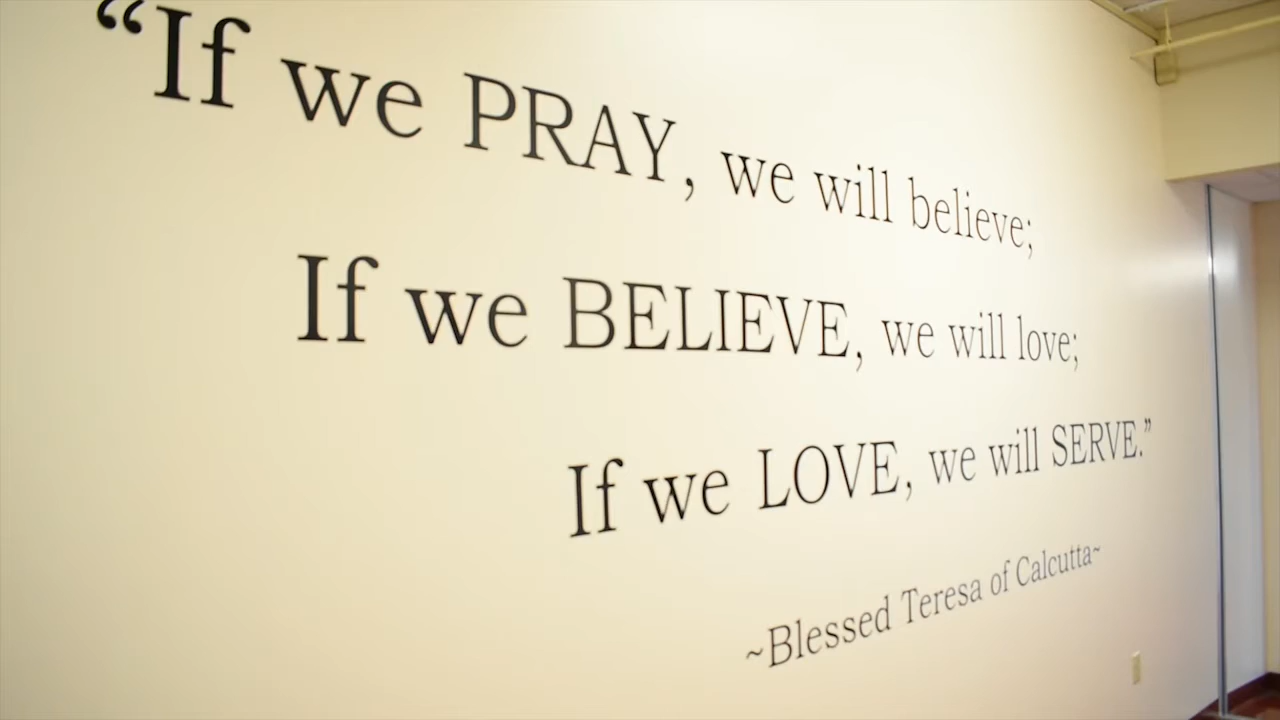 “If we PRAY, we will believe;
If we BELIEVE, we will love;
If we LOVE, we will SERVE.”
~Blessed Teresa of Calcutta~